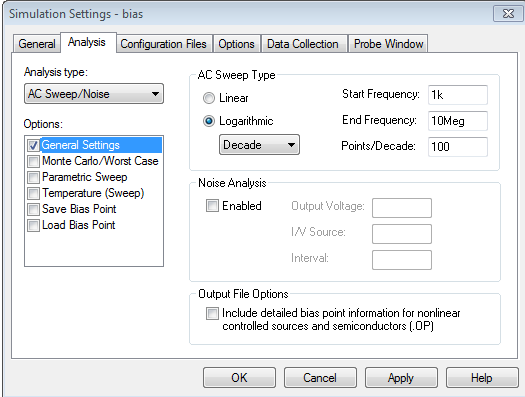 Simulation Settings - bias
General
Analysis
Configuration Files
Options
Data Collection
Probe Window
Analysis type:
AC Sweep/Noise
Options:
General Settings
Monte Carlo/Worst Case
Parametric Sweep
Temperature (Sweep)
Save Bias Point
Load Bias Point
AC Sweep Type
Linear
Logarithmic
Decade
Start Frequency: 1k
End Frequency: 10Meg
Points/Decade: 100
Noise Analysis
Enabled
Output Voltage:
I/V Source:
Interval:
Output File Options
Include detailed bias point information for nonlinear
controlled sources and semiconductors (.OP)
OK
Cancel
Apply
Help